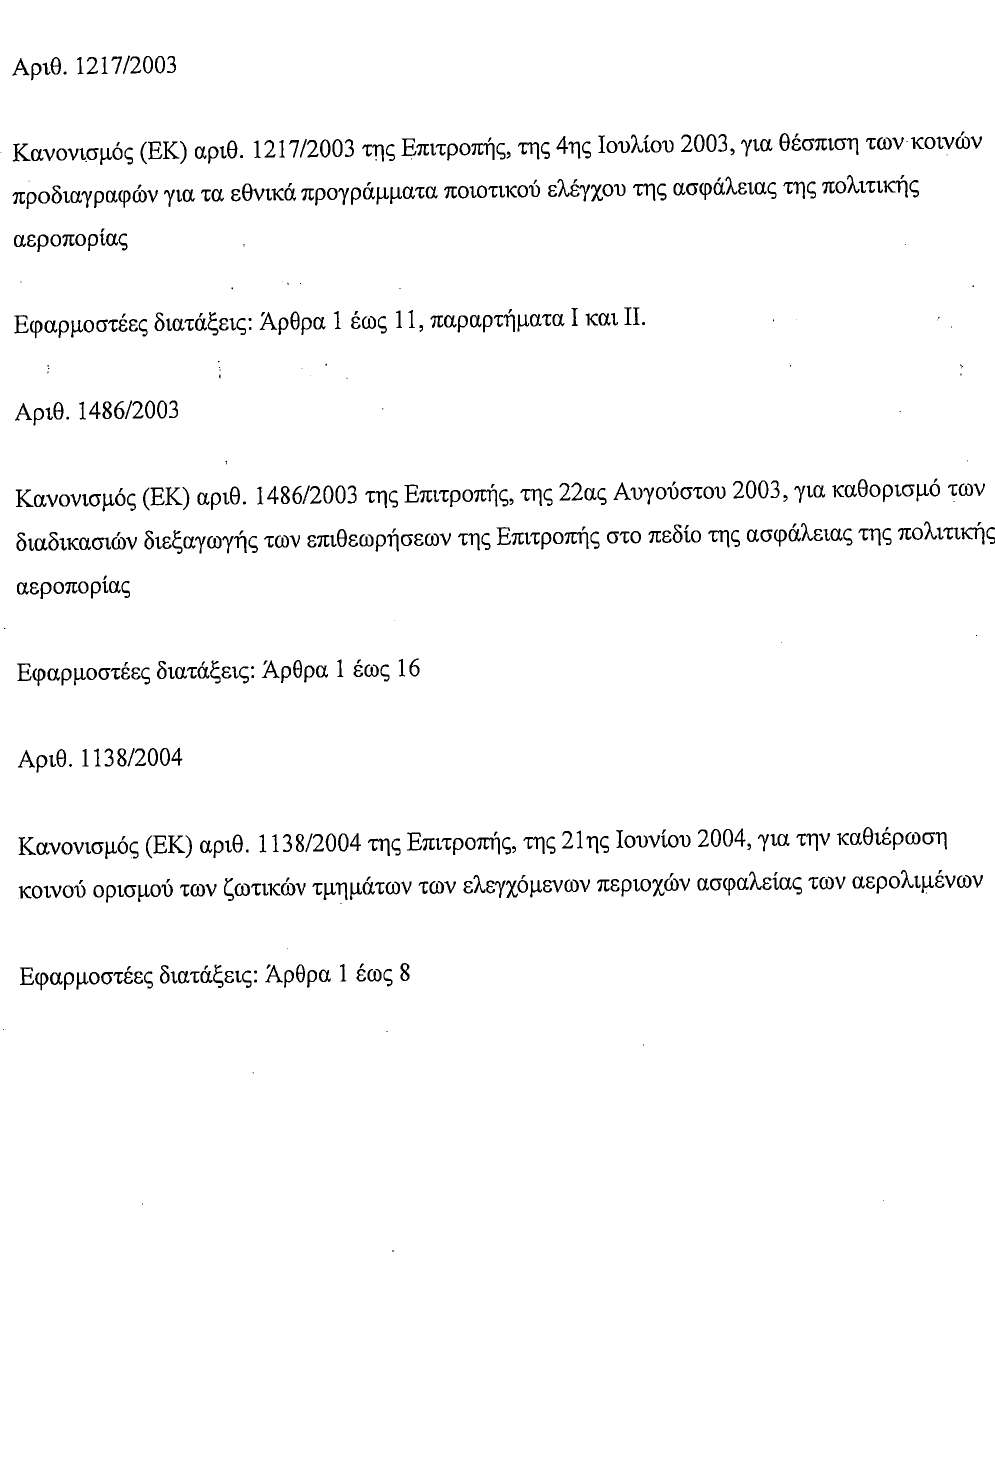 Αριθ. 1217/2003
Κανονισμός (ΕΚ) αριθ. 1217/2003 της Επιτροπής, της 4ης Ιουλίου 2003, για θέσπιση των κοινών
προδιαγραφών για τα εθνικά προγράμματα ποιοτικού ελέγχου της ασφάλειας της πολιτικής
αεροπορίας
Εφαρμοστέες διατάξεις: Άρθρα 1 έως 11, παραρτήματα Ι και ΙΙ.
Αριθ. 1486/2003
Κανονισμός (ΕΚ) αριθ. 1486/2003 της Επιτροπής, της 22ας Αυγούστου 2003, για καθορισμό των
διαδικασιών διεξαγωγής των επιθεωρήσεων της Επιτροπής στο πεδίο της ασφάλειας της πολιτικής
αεροπορίας
Εφαρμοστέες διατάξεις: Άρθρα 1 έως 16
Αριθ. 1138/2004
Κανονισμός (ΕΚ) αριθ. 1138/2004 της Επιτροπής, της 21ης Ιουνίου 2004, για την καθιέρωση
κοινού ορισμού των ζωτικών τμημάτων των ελεγχόμενων περιοχών ασφαλείας των αερολιμένων
Εφαρμοστέες διατάξεις: Άρθρα 1 έως 8